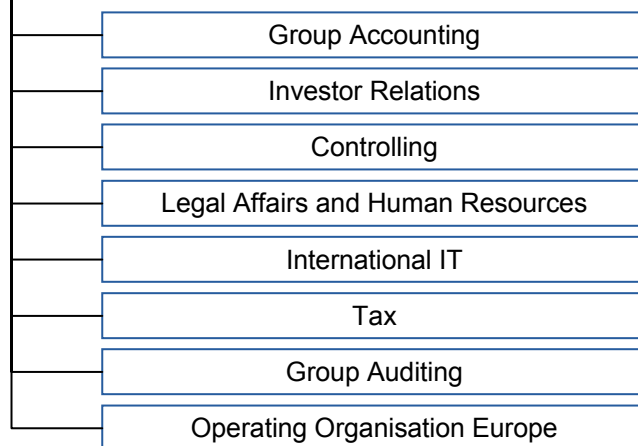 Group Accounting
Investor Relations
Controlling
Legal Affairs and Human Resources
International IT
Tax
Group Auditing
Operating Organisation Europe